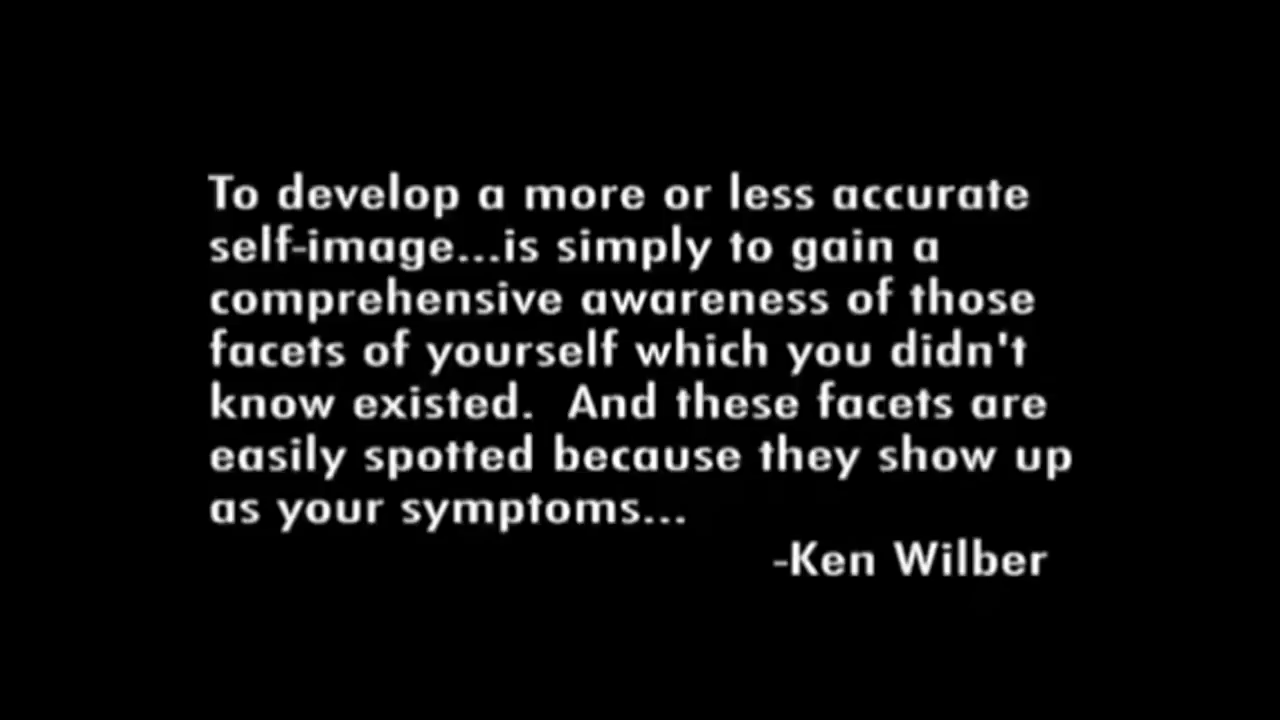 To develop a more or less accurate
self-image...is simply to gain a
comprehensive awareness of those
facets of yourself which you didn't
know existed.  And these facets are
easily spotted because they show up
as your symptoms...
-Ken Wilber